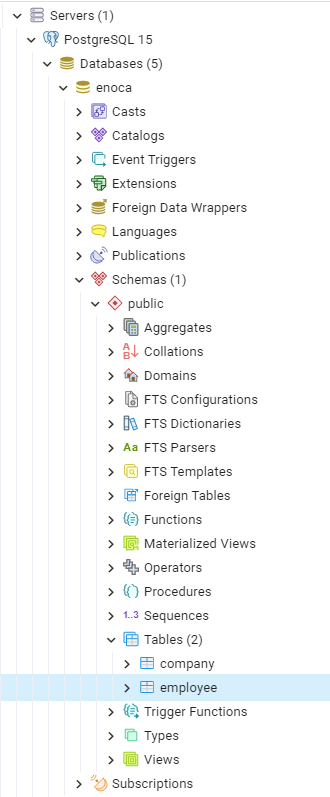 Servers (1)
PostgreSQL 15
Databases (5)
enoca
Casts
Catalogs
Event Triggers
Extensions
Foreign Data Wrappers
Languages
Publications
Schemas (1)
public
Aggregates
A
B Collations
Domains
FTS Configurations
FTS Dictionaries
Aa FTS Parsers
FTS Templates
Foreign Tables
Functions
Materialized Views
Operators
Procedures
1..3 Sequences
Tables (2)
company
employee
Trigger Functions
Types
Views
Subscriptions